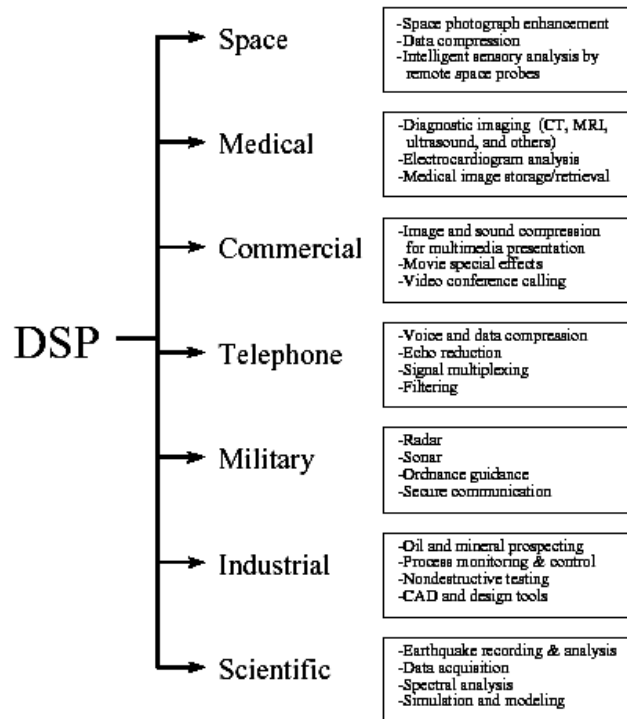 DSP
Space
-Space photograph enhancement
-Data compression
-Intelligent sensory analysis by
remote space probes
Medical
-Diagnostic imaging (CT, MRI,
ultrasound, and others)
-Electrocardiogram analysis
-Medical image storage/retrieval
Commercial
-Image and sound compression
for multimedia presentation
-Movie special effects
-Video conference calling
Telephone
-Voice and data compression
-Echo reduction
-Signal multiplexing
-Filtering
Military
-Radar
-Sonar
-Ordnance guidance
-Secure communication
Industrial
-Oil and mineral prospecting
-Process monitoring & control
-Nondestructive testing
-CAD and design tools
Scientific
-Earthquake recording & analysis
-Data acquisition
-Spectral analysis
-Simulation and modeling